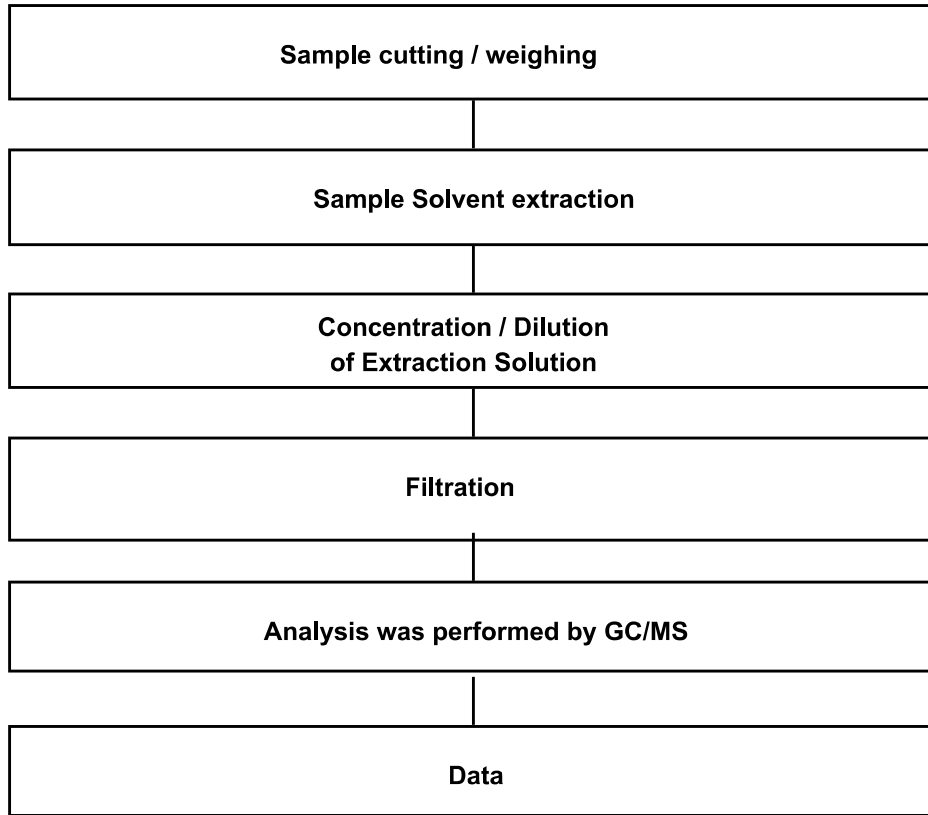 Sample cutting / weighing
Sample Solvent extraction
Concentration / Dilution
of Extraction Solution
Filtration
Analysis was performed by GC/MS
Data